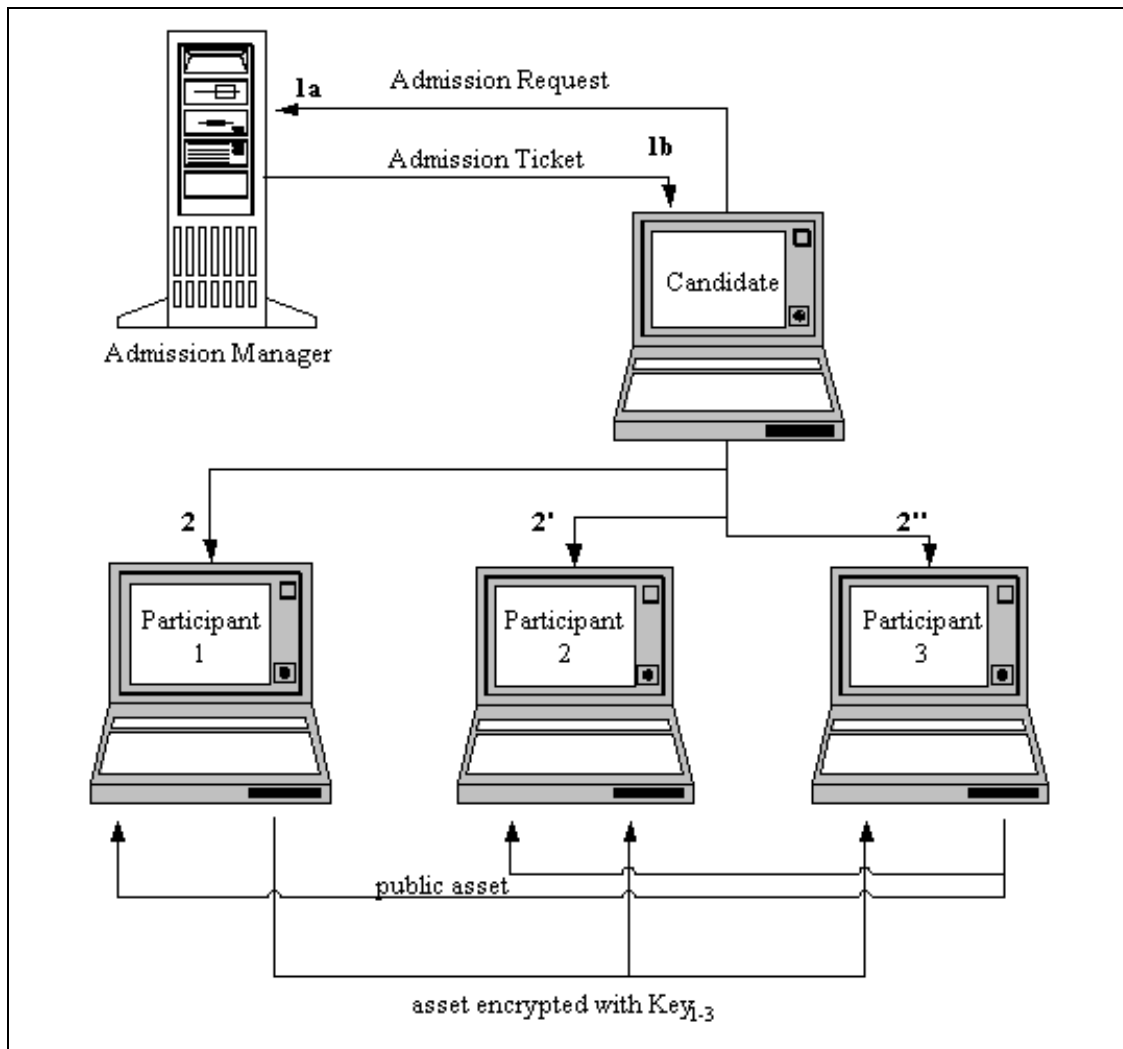 1a
Admission Request
Admission Ticket
1b
Candidate
Admission Manager
2
2'
2"
Participant
1
Participant
2
Participant
3
public asset
asset encrypted with Key1-3